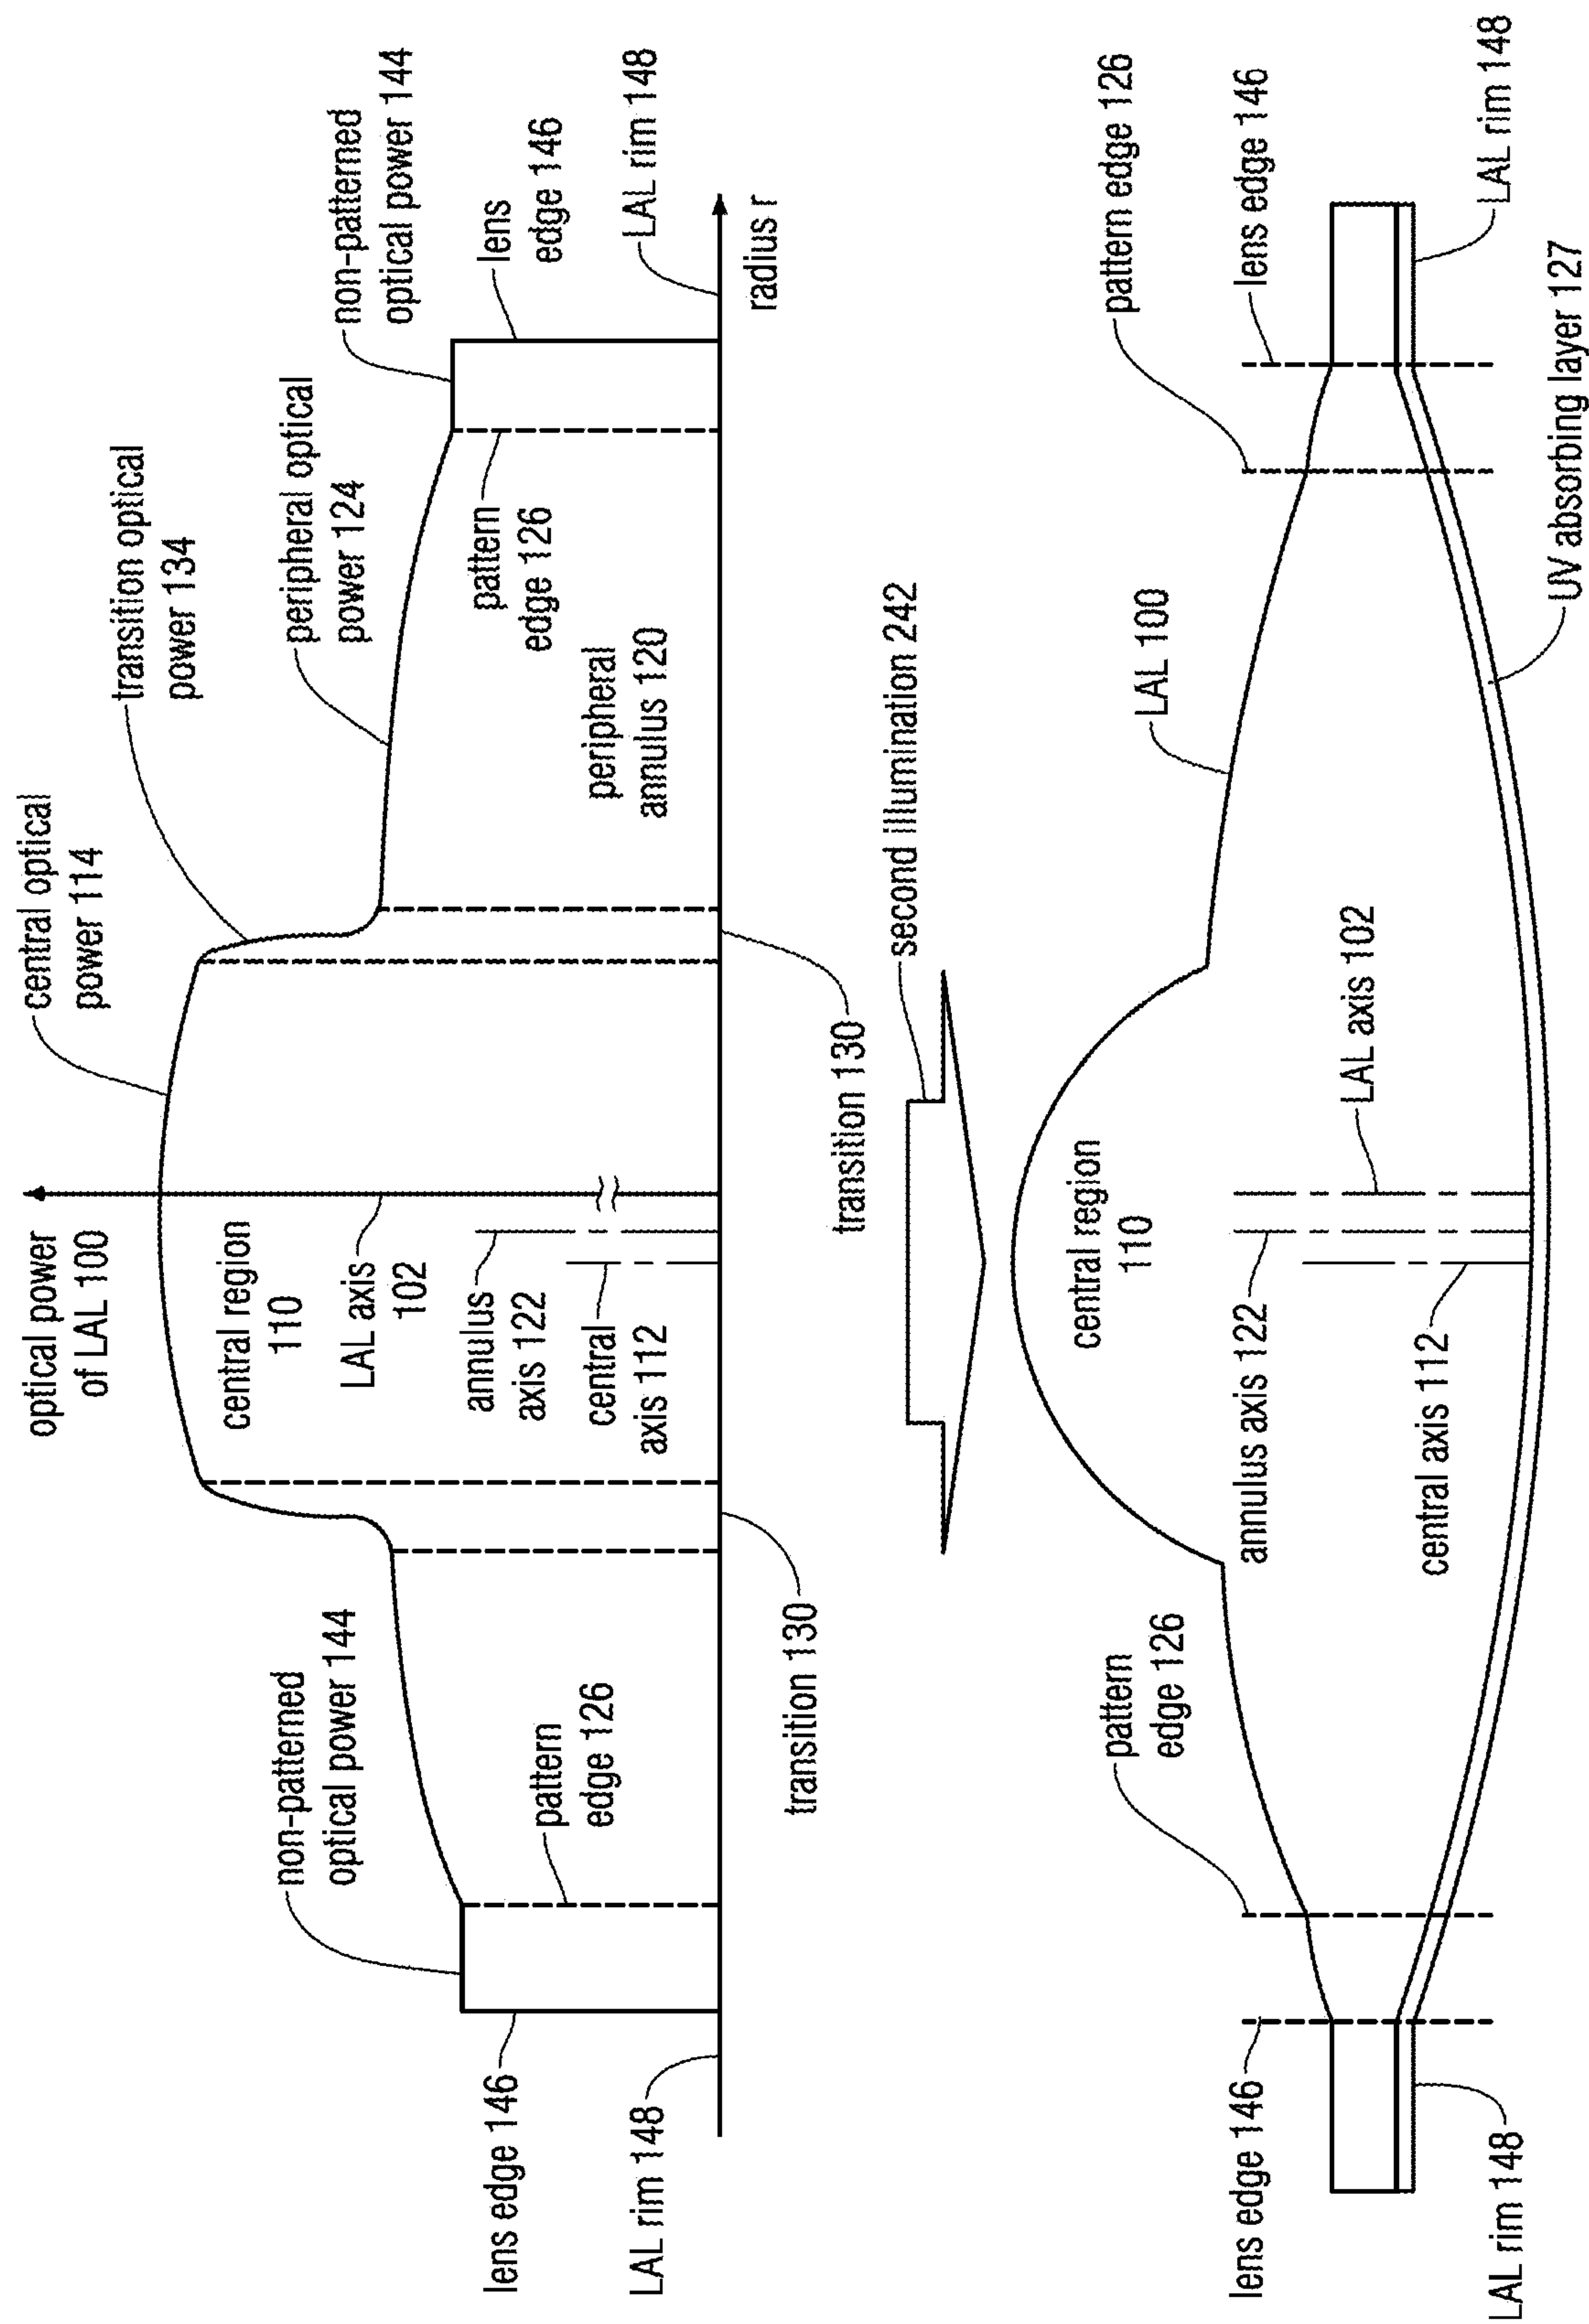 optical power
of LAL 100
central optical
power 114
transition optical
power 134
peripheral optical
power 124
non-patterned
optical power 144
non-patterned
optical power 144
central region
110
LAL axis
102
annulus
axis 122
central
axis 112
pattern
edge 126
pattern
edge 126
peripheral
annulus 120
lens edge 146
lens
edge 146
LAL rim 148
LAL rim 148
radius r
transition 130
transition 130
second illumination 242
central region
110
LAL 100
pattern
edge 126
pattern edge 126
lens edge 146
lens edge 146
annulus axis 122
LAL axis 102
central axis 112
LAL rim 148
LAL rim 148
UV absorbing layer 127